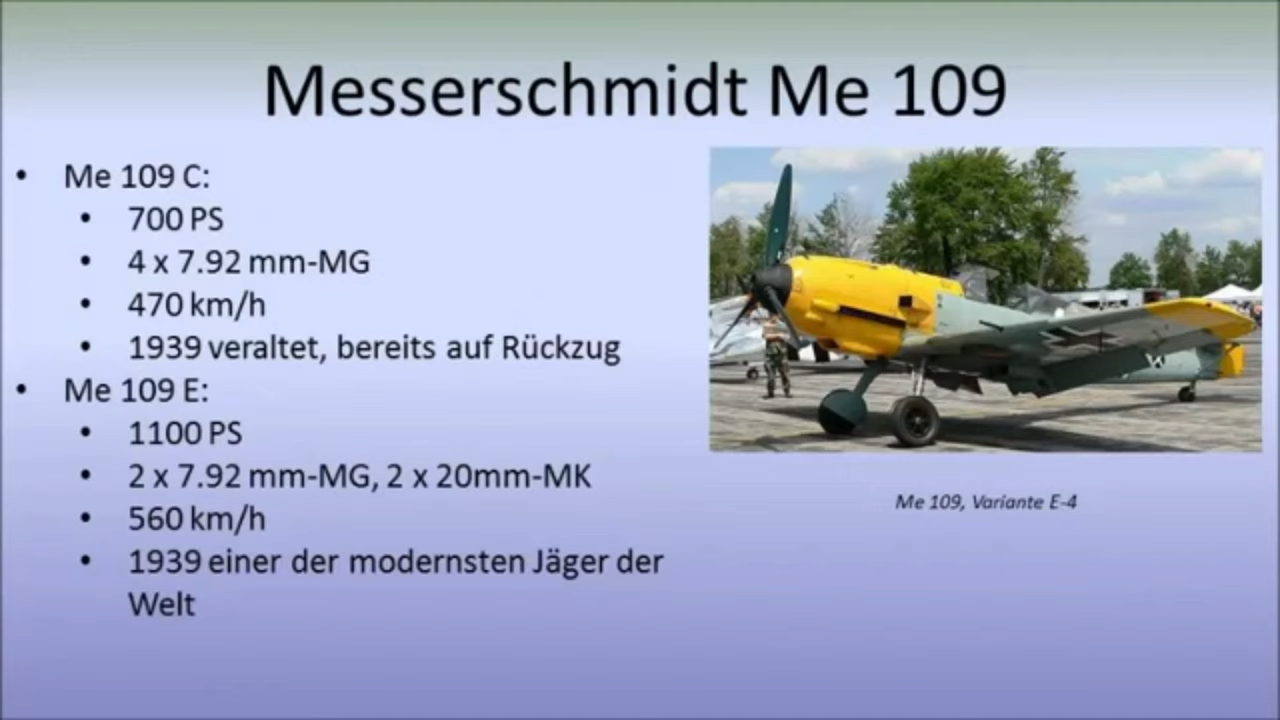 Messerschmidt Me 109
• Me 109 C:
• 700 PS
• 4 x 7.92 mm-MG
• 470 km/h
• 1939 veraltet, bereits auf Rückzug
• Me 109 E:
• 1100 PS
• 2 x 7.92 mm-MG, 2 x 20mm-MK
• 560 km/h
• 1939 einer der modernsten Jäger der
Welt
Me 109, Variante E-4